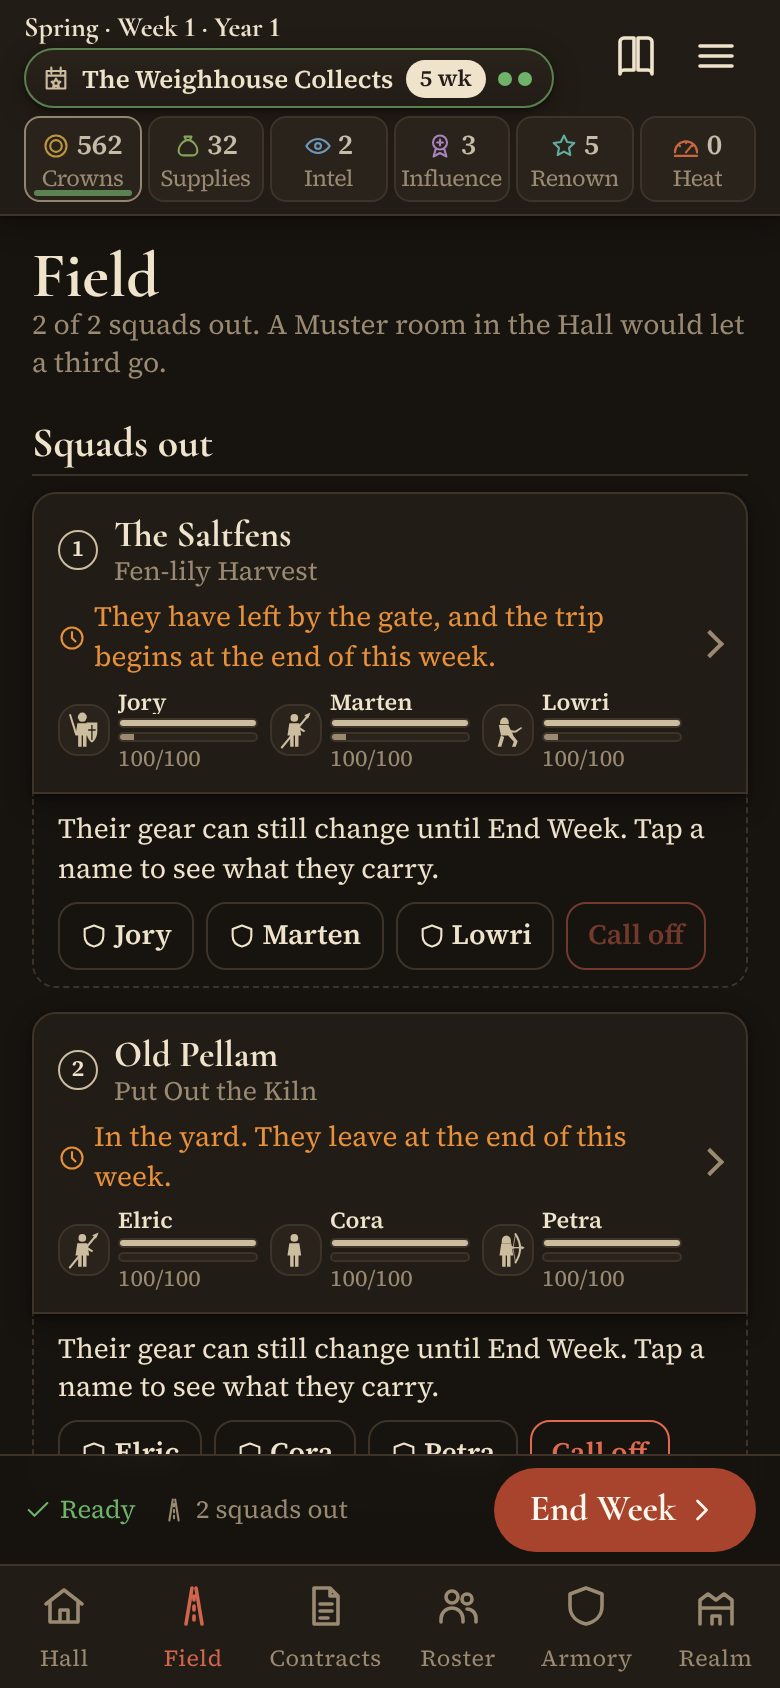 Spring · Week 1 · Year 1
The Weighhouse Collects 5 wk
562 32 2 3 5 0
Crowns Supplies Intel Influence Renown Heat
Field
2 of 2 squads out. A Muster room in the Hall would let
a third go.
Squads out
1 The Saltfens
Fen-lily Harvest
They have left by the gate, and the trip
begins at the end of this week.
Jory Marten Lowri
100/100 100/100 100/100
Their gear can still change until End Week. Tap a
name to see what they carry.
Jory Marten Lowri Call off
2 Old Pellam
Put Out the Kiln
In the yard. They leave at the end of this
week.
Elric Cora Petra
100/100 100/100 100/100
Their gear can still change until End Week. Tap a
name to see what they carry.
Elric Cora Petra Call off
Ready 2 squads out End Week
Hall Field Contracts Roster Armory Realm